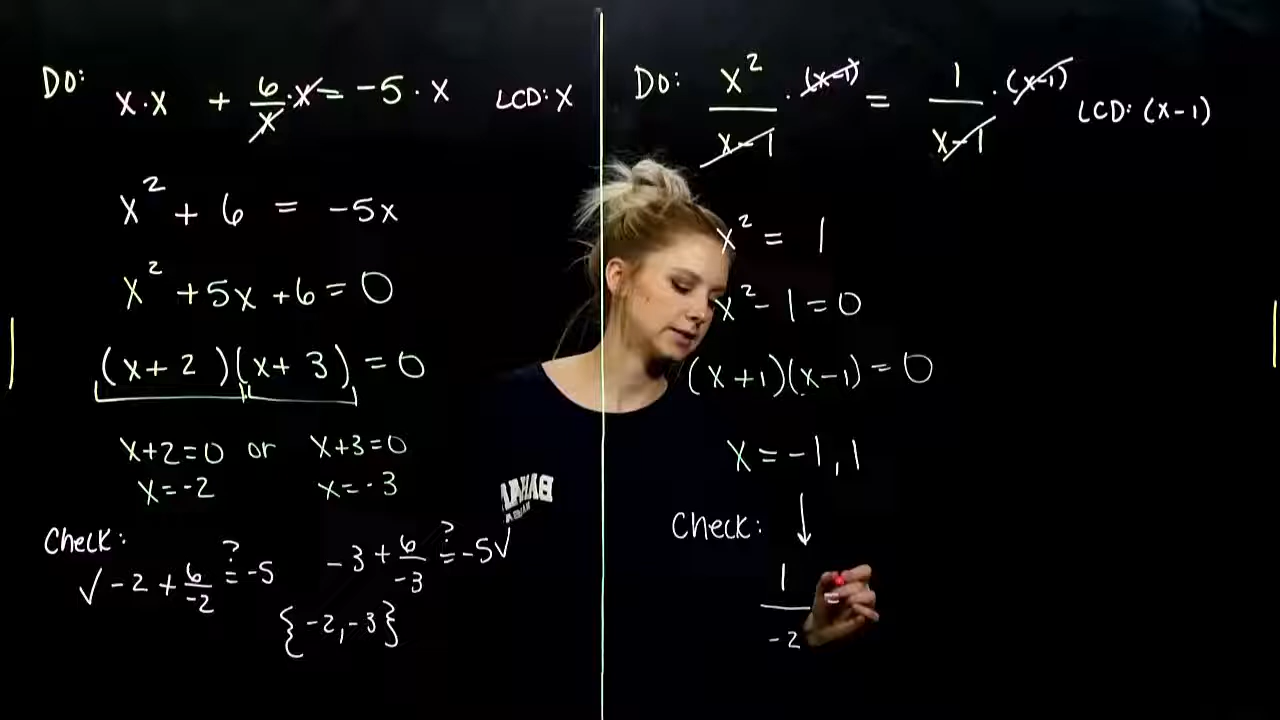 Do: x·x + 6/x·x = -5·x LCD: x
x² + 6 = -5x
x² + 5x + 6 = 0
(x+2)(x+3) = 0
x+2=0 or x+3=0
x=-2 x=-3
Check:
√ -2 + 6/-2 ?= -5 -3 + 6/-3 ?= -5 √
{-2,-3}
Do: x²/x-1 · (x-1) = 1/x-1 · (x-1) LCD: (x-1)
x² = 1
x² - 1 = 0
(x+1)(x-1) = 0
x = -1, 1
Check: ↓
1/-2 =